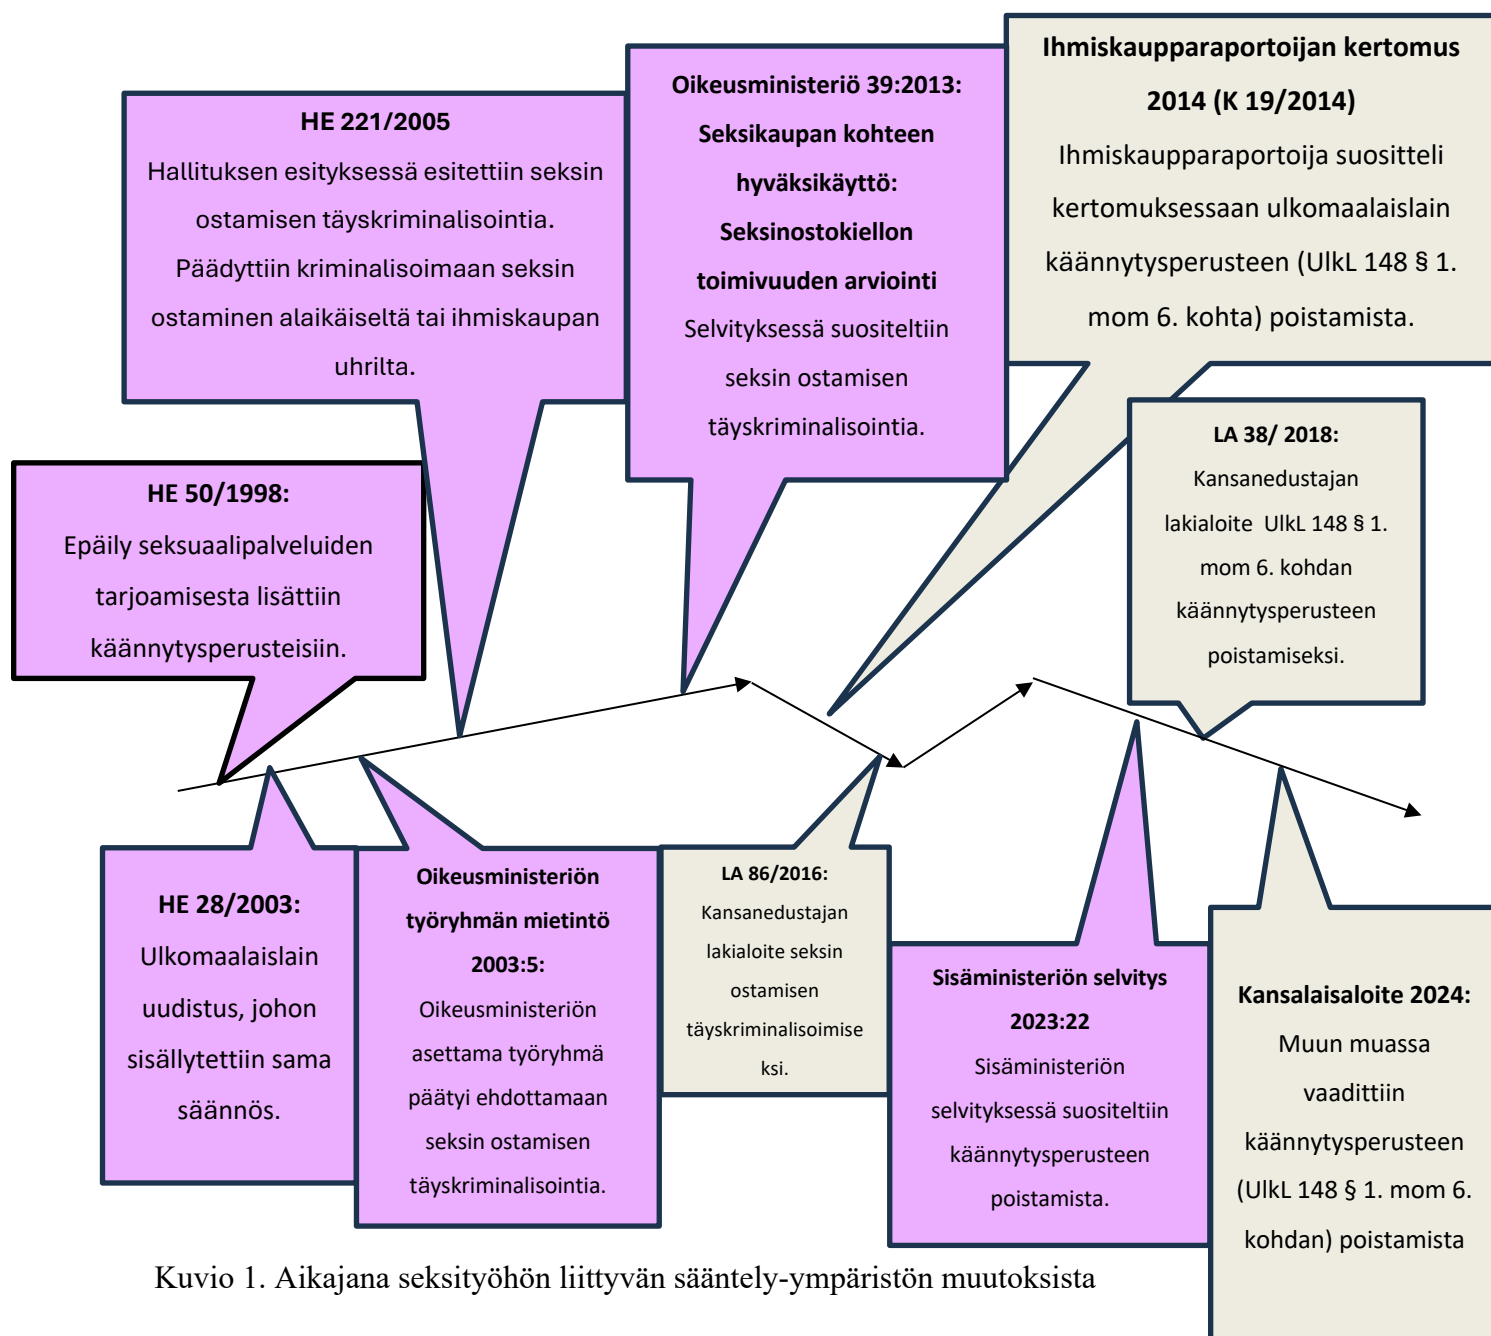 Ihmiskaupparaportoijan kertomus
2014 (K 19/2014)
Ihmiskaupparaportoija suositteli
kertomuksessaan ulkomaalaislain
käännytysperusteen (UlkL 148 § 1.
mom 6. kohta) poistamista.
Oikeusministeriö 39:2013:
Seksikaupan kohteen
hyväksikäyttö:
Seksinostokiellon
toimivuuden arviointi
Selvityksessä suositeltiin
seksin ostamisen
täyskriminalisointia.
HE 221/2005
Hallituksen esityksessä esitettiin seksin
ostamisen täyskriminalisointia.
Päädyttiin kriminalisoimaan seksin
ostaminen alaikäiseltä tai ihmiskaupan
uhrilta.
LA 38/ 2018:
Kansanedustajan
lakialoite UlkL 148 § 1.
mom 6. kohdan
käännytysperusteen
poistamiseksi.
HE 50/1998:
Epäily seksuaalipalveluiden
tarjoamisesta lisättiin
käännytysperusteisiin.
HE 28/2003:
Ulkomaalaislain
uudistus, johon
sisällytettiin sama
säännös.
Oikeusministeriön
työryhmän mietintö
2003:5:
Oikeusministeriön
asettama työryhmä
päätyi ehdottamaan
seksin ostamisen
täyskriminalisointia.
LA 86/2016:
Kansanedustajan
lakialoite seksin
ostamisen
täyskriminalisoimise
ksi.
Sisäministeriön selvitys
2023:22
Sisäministeriön
selvityksessä suositeltiin
käännytysperusteen
poistamista.
Kansalaisaloite 2024:
Muun muassa
vaadittiin
käännytysperusteen
(UlkL 148 § 1. mom 6.
kohdan) poistamista
Kuvio 1. Aikajana seksityöhön liittyvän sääntely-ympäristön muutoksista